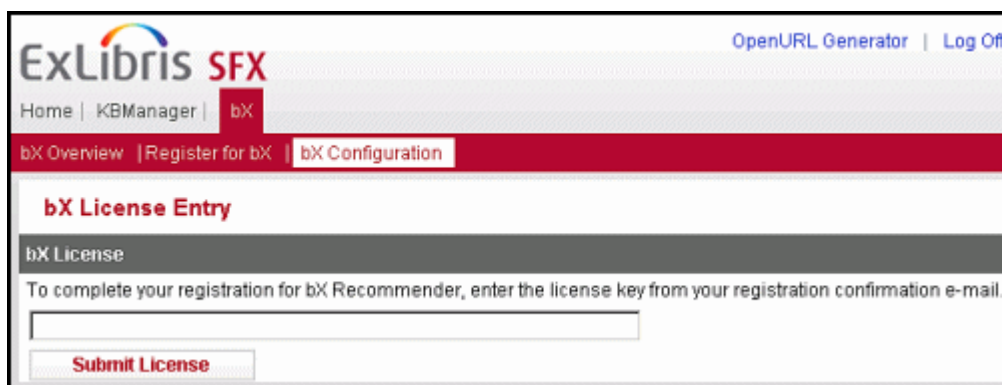 ExLibris SFX
OpenURL Generator | Log Off
Home | KBManager | bX
bX Overview | Register for bX | bX Configuration
bX License Entry
bX License
To complete your registration for bX Recommender, enter the license key from your registration confirmation e-mail.
Submit License